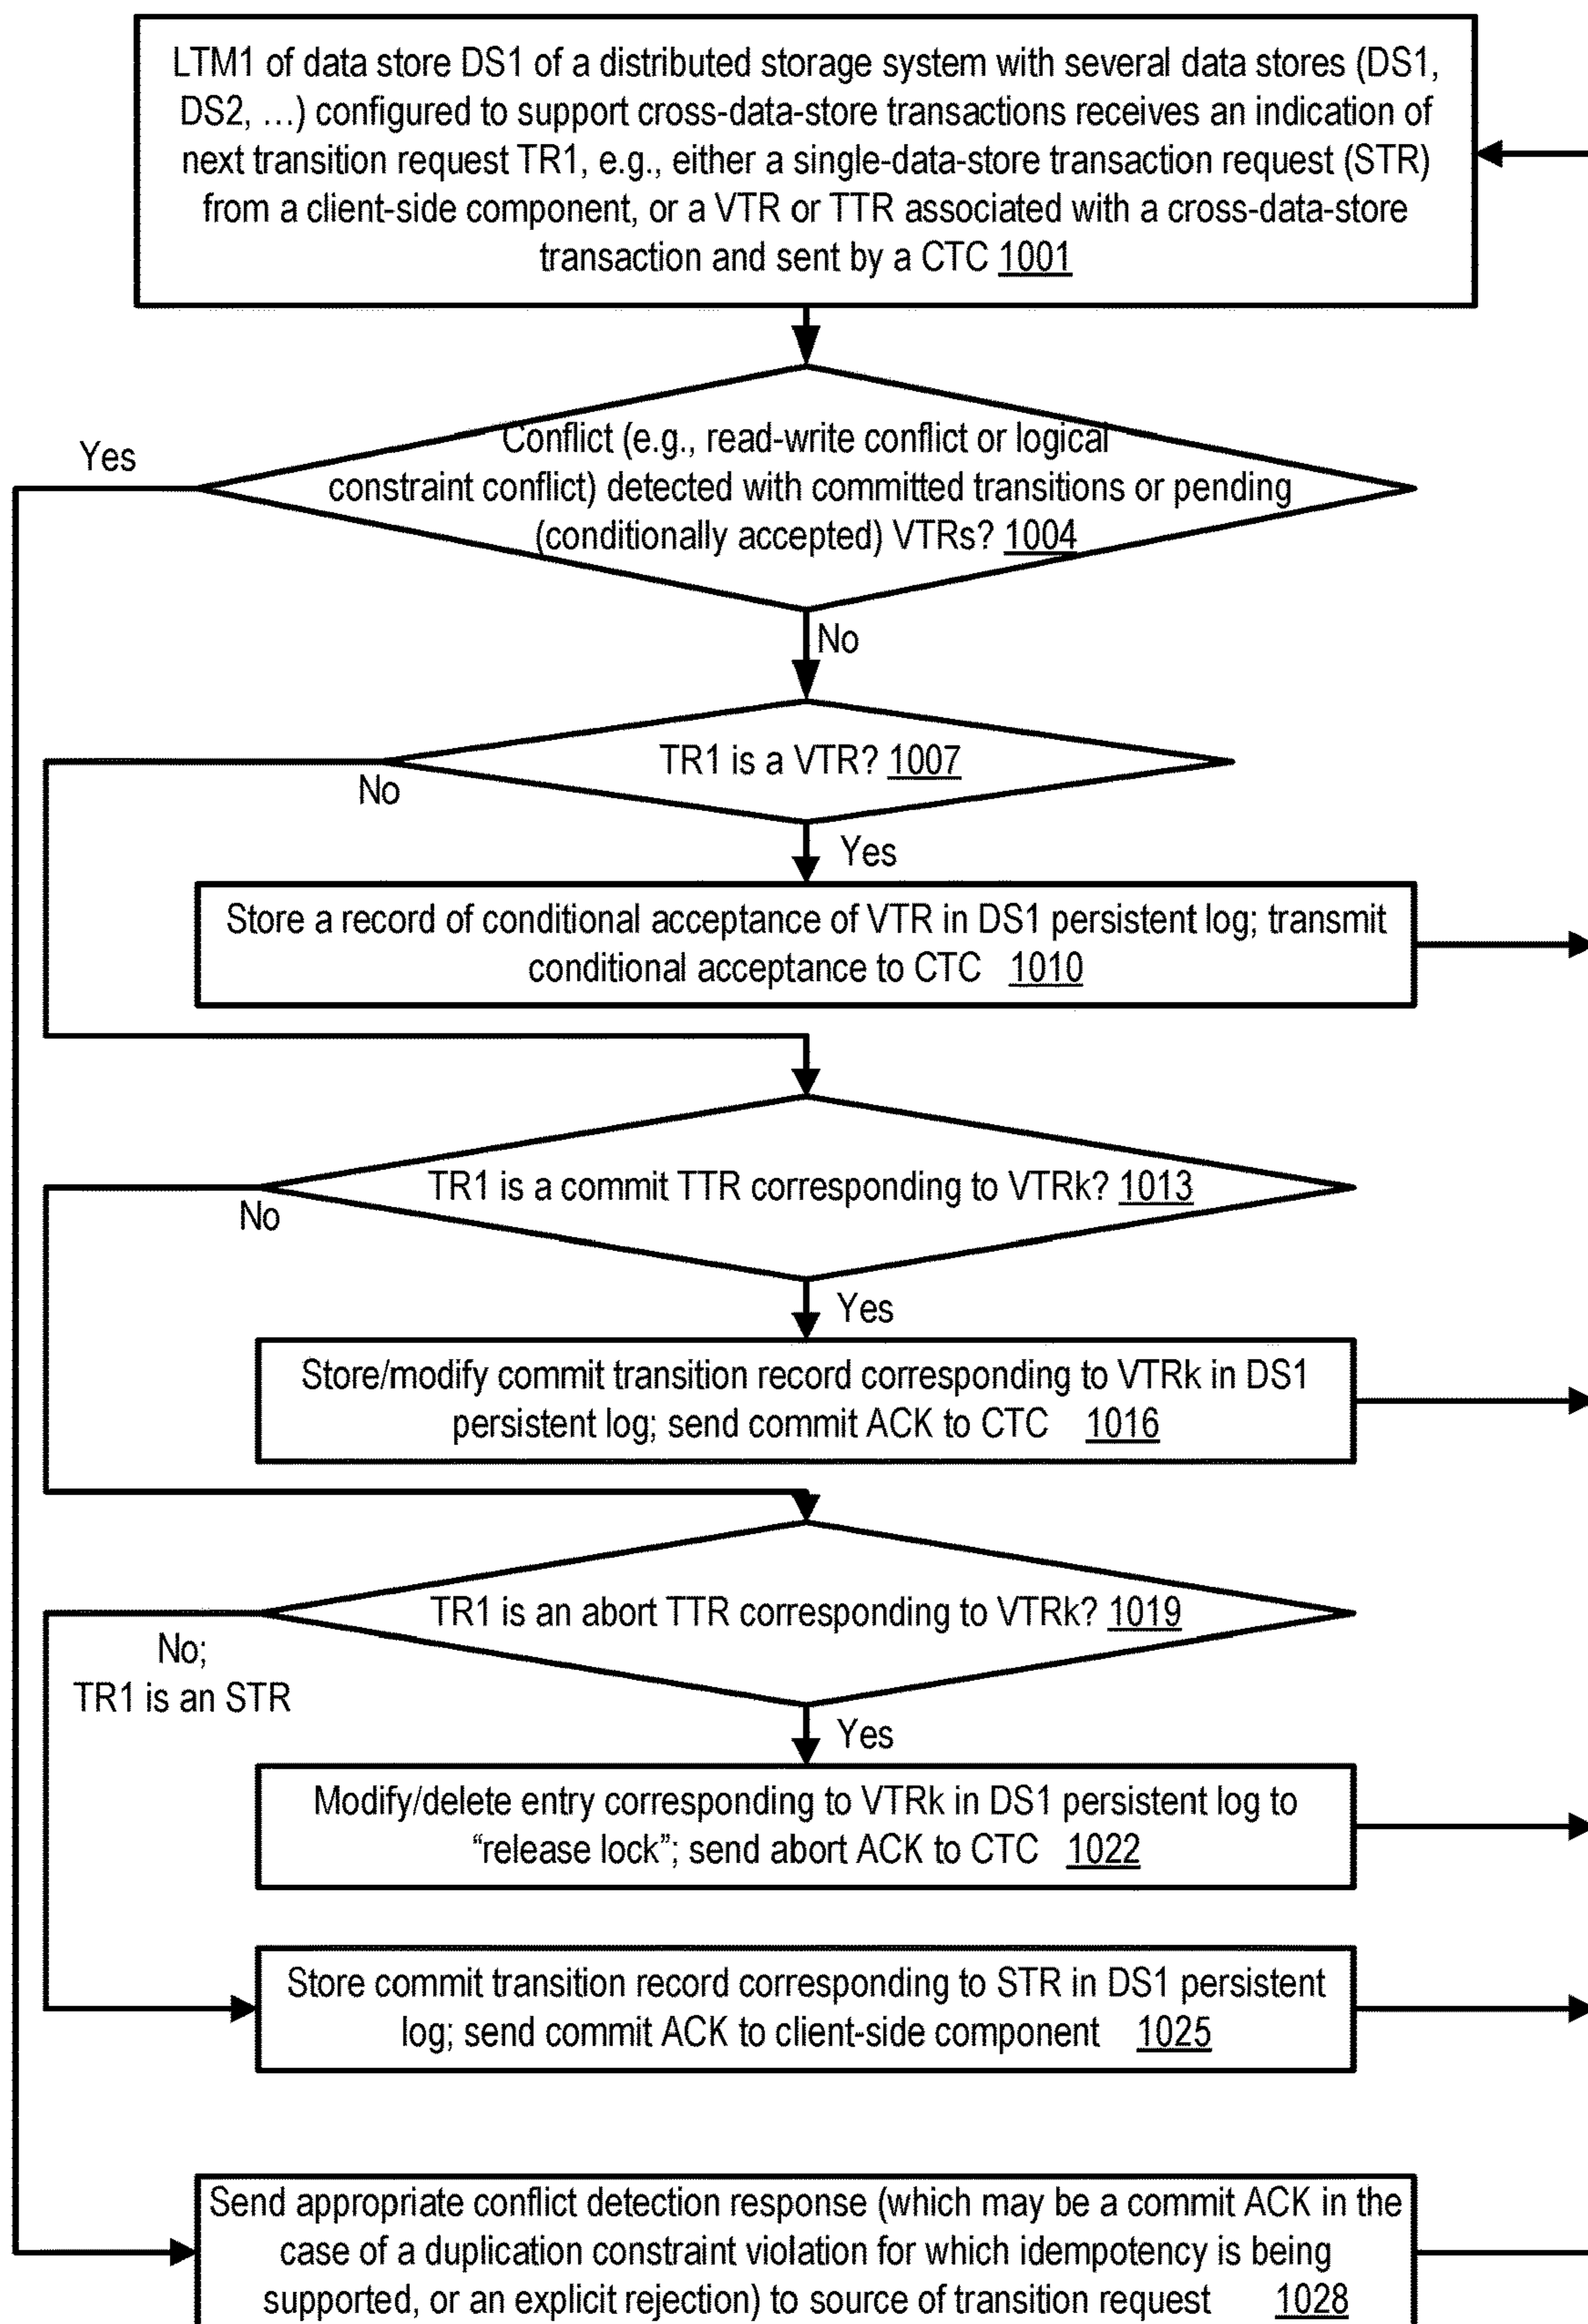 LTM1 of data store DS1 of a distributed storage system with several data stores (DS1,
DS2, …) configured to support cross-data-store transactions receives an indication of
next transition request TR1, e.g., either a single-data-store transaction request (STR)
from a client-side component, or a VTR or TTR associated with a cross-data-store
transaction and sent by a CTC 1001
Yes
Conflict (e.g., read-write conflict or logical
constraint conflict) detected with committed transitions or pending
(conditionally accepted) VTRs? 1004
No
TR1 is a VTR? 1007
No
Yes
Store a record of conditional acceptance of VTR in DS1 persistent log; transmit
conditional acceptance to CTC 1010
TR1 is a commit TTR corresponding to VTRk? 1013
No
Yes
Store/modify commit transition record corresponding to VTRk in DS1
persistent log; send commit ACK to CTC 1016
TR1 is an abort TTR corresponding to VTRk? 1019
No;
TR1 is an STR
Yes
Modify/delete entry corresponding to VTRk in DS1 persistent log to
“release lock”; send abort ACK to CTC 1022
Store commit transition record corresponding to STR in DS1 persistent
log; send commit ACK to client-side component 1025
Send appropriate conflict detection response (which may be a commit ACK in the
case of a duplication constraint violation for which idempotency is being
supported, or an explicit rejection) to source of transition request 1028